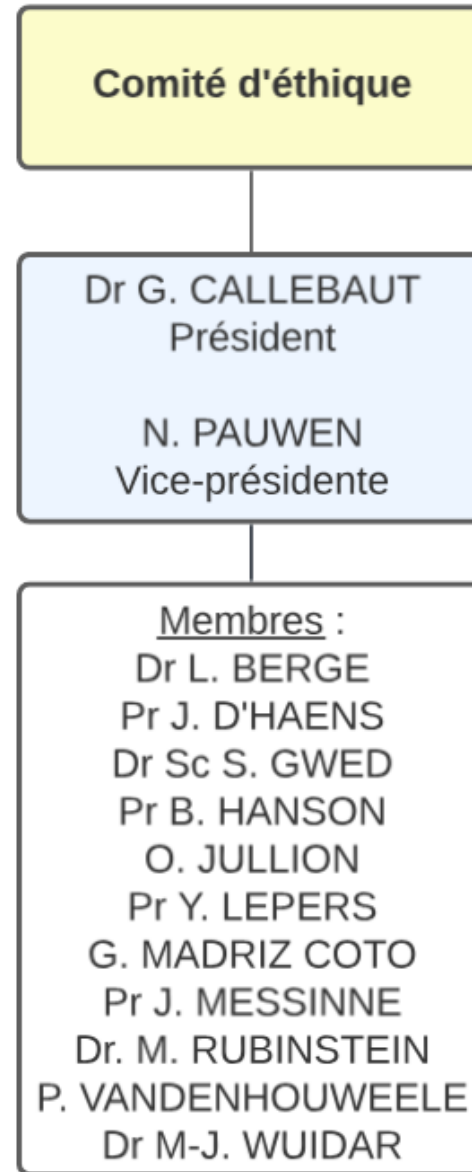 Comité d'éthique
Dr G. CALLEBAUT
Président
N. PAUWEN
Vice-présidente
Membres :
Dr L. BERGE
Pr J. D'HAENS
Dr Sc S. GWED
Pr B. HANSON
O. JULLION
Pr Y. LEPERS
G. MADRIZ COTO
Pr J. MESSINNE
Dr. M. RUBINSTEIN
P. VANDENHOUWEELE
Dr M-J. WUIDAR